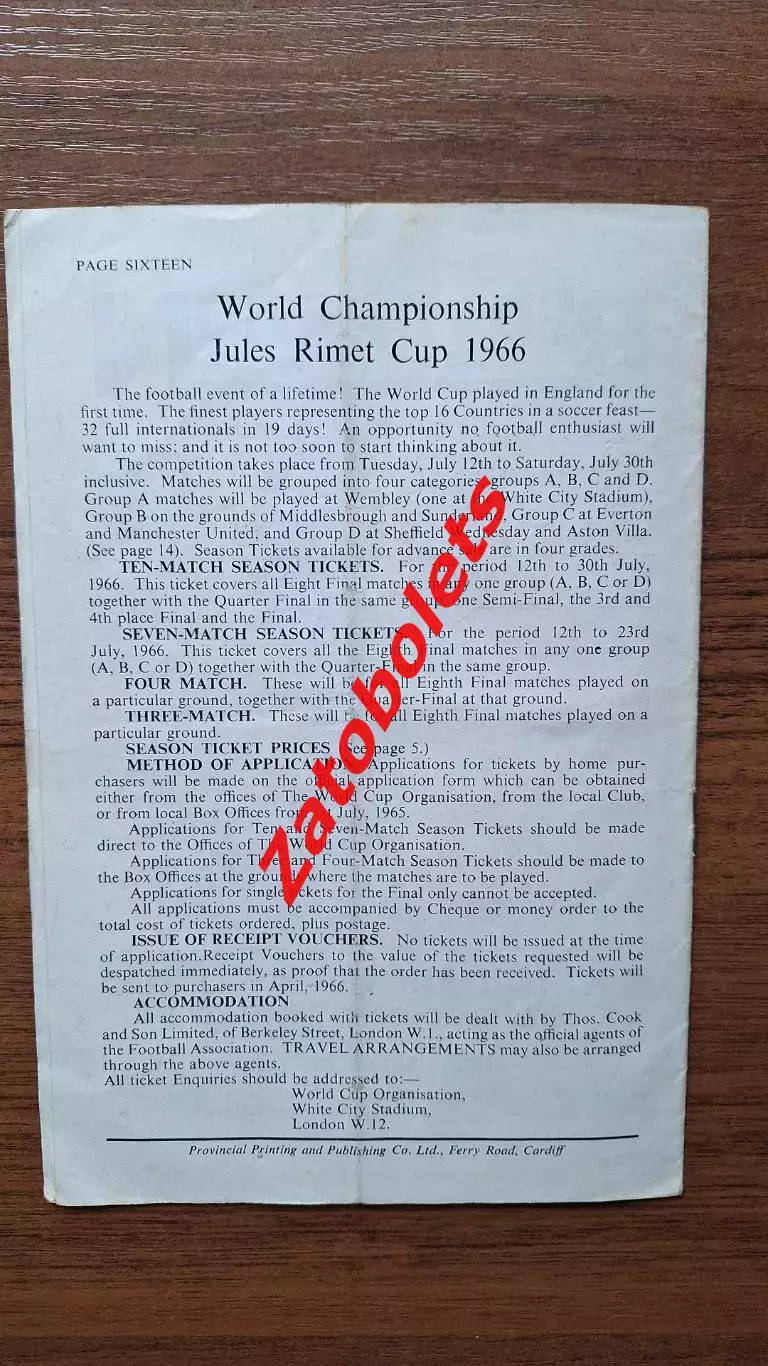 PAGE SIXTEEN
World Championship
Jules Rimet Cup 1966
The football event of a lifetime! The World Cup played in England for the
first time. The finest players representing the top 16 Countries in a soccer feast—
32 full internationals in 19 days! An opportunity no football enthusiast will
want to miss: and it is not too soon to start thinking about it.
The competition takes place from Tuesday, July 12th to Saturday, July 30th
inclusive. Matches will be grouped into four categories, groups A, B, C and D.
Group A matches will be played at Wembley (one at the White City Stadium),
Group B on the grounds of Middlesbrough and Sunderland, Group C at Everton
and Manchester United, and Group D at Sheffield Wednesday and Aston Villa.
(See page 14). Season Tickets available for advance sale are in four grades.
TEN-MATCH SEASON TICKETS. For the period 12th to 30th July,
1966. This ticket covers all Eight Final matches in any one group (A, B, C or D)
together with the Quarter Final in the same group, one Semi-Final, the 3rd and
4th place Final and the Final.
SEVEN-MATCH SEASON TICKETS. For the period 12th to 23rd
July, 1966. This ticket covers all the Eighth Final matches in any one group
(A, B, C or D) together with the Quarter-Final in the same group.
FOUR MATCH. These will be for all Eighth Final matches played on
a particular ground, together with the Quarter-Final at that ground.
THREE-MATCH. These will be for all Eighth Final matches played on a
particular ground.
SEASON TICKET PRICES (See page 5.)
METHOD OF APPLICATION. Applications for tickets by home pur-
chasers will be made on the official application form which can be obtained
either from the offices of The World Cup Organisation, from the local Club,
or from local Box Offices from 1st July, 1965.
Applications for Ten and Seven-Match Season Tickets should be made
direct to the Offices of The World Cup Organisation.
Applications for Three and Four-Match Season Tickets should be made to
the Box Offices at the grounds where the matches are to be played.
Applications for single tickets for the Final only cannot be accepted.
All applications must be accompanied by Cheque or money order to the
total cost of tickets ordered, plus postage.
ISSUE OF RECEIPT VOUCHERS. No tickets will be issued at the time
of application.Receipt Vouchers to the value of the tickets requested will be
despatched immediately, as proof that the order has been received. Tickets will
be sent to purchasers in April, 1966.
ACCOMMODATION
All accommodation booked with tickets will be dealt with by Thos. Cook
and Son Limited, of Berkeley Street, London W.1., acting as the official agents of
the Football Association. TRAVEL ARRANGEMENTS may also be arranged
through the above agents.
All ticket Enquiries should be addressed to:—
World Cup Organisation,
White City Stadium,
London W.12.
Provincial Printing and Publishing Co. Ltd., Ferry Road, Cardiff
Zatobolets